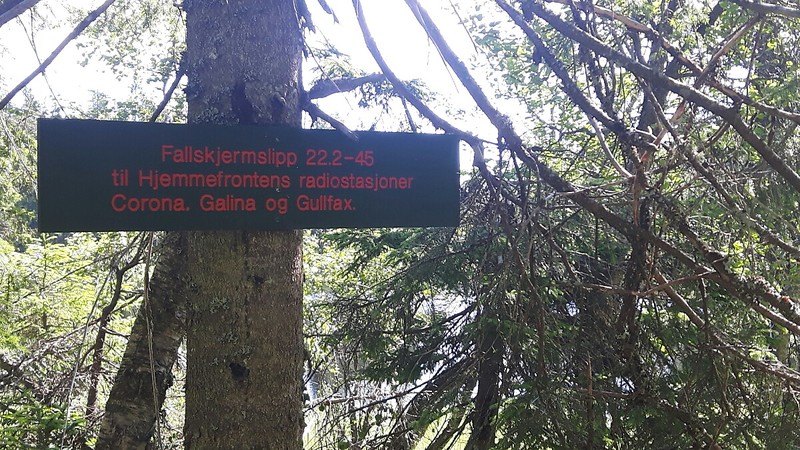 Fallskjermslipp 22.2-45
til Hjemmefrontens radiostasjoner
Corona. Galina og Gullfax.